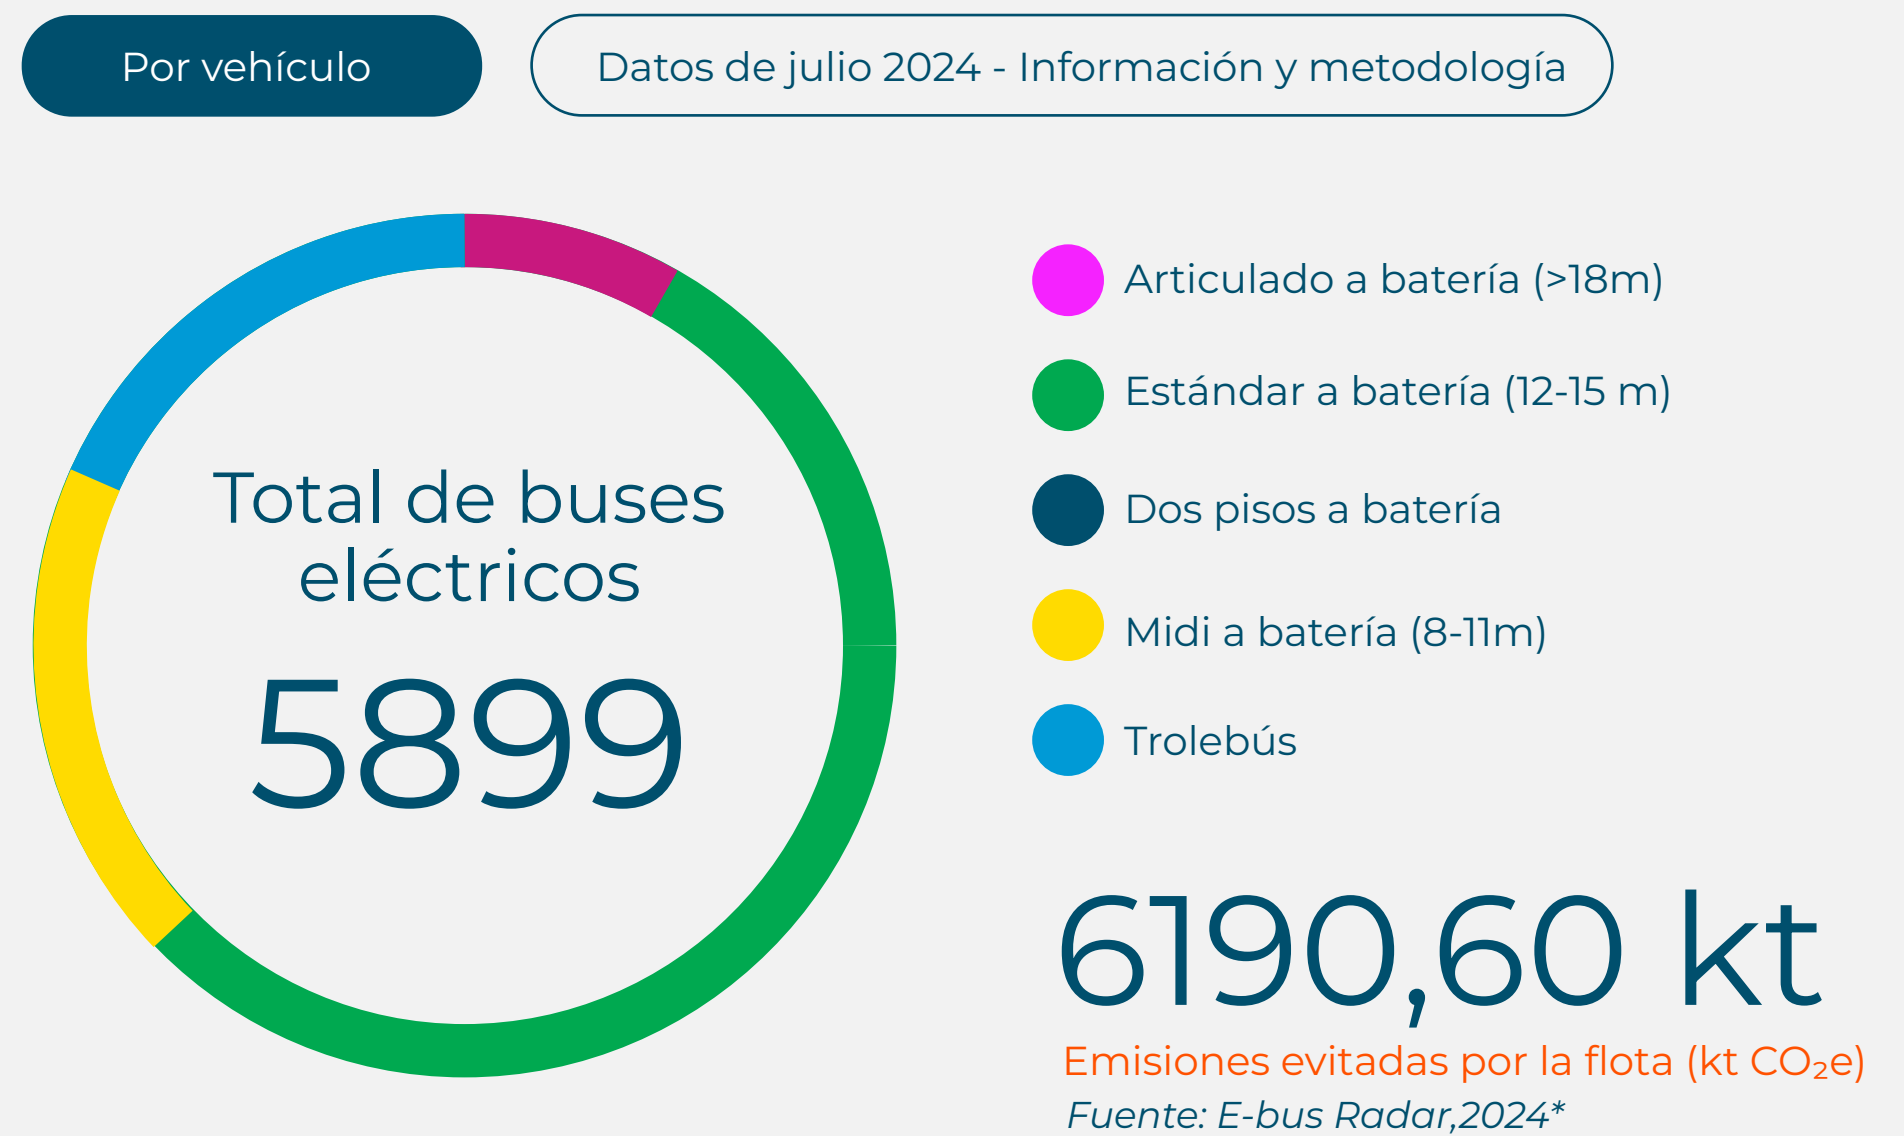 Por vehículo
Datos de julio 2024 - Información y metodología
Total de buses
eléctricos
5899
Articulado a batería (>18m)
Estándar a batería (12-15 m)
Dos pisos a batería
Midi a batería (8-11m)
Trolebús
6190,60 kt
Emisiones evitadas por la flota (kt CO₂e)
Fuente: E-bus Radar,2024*